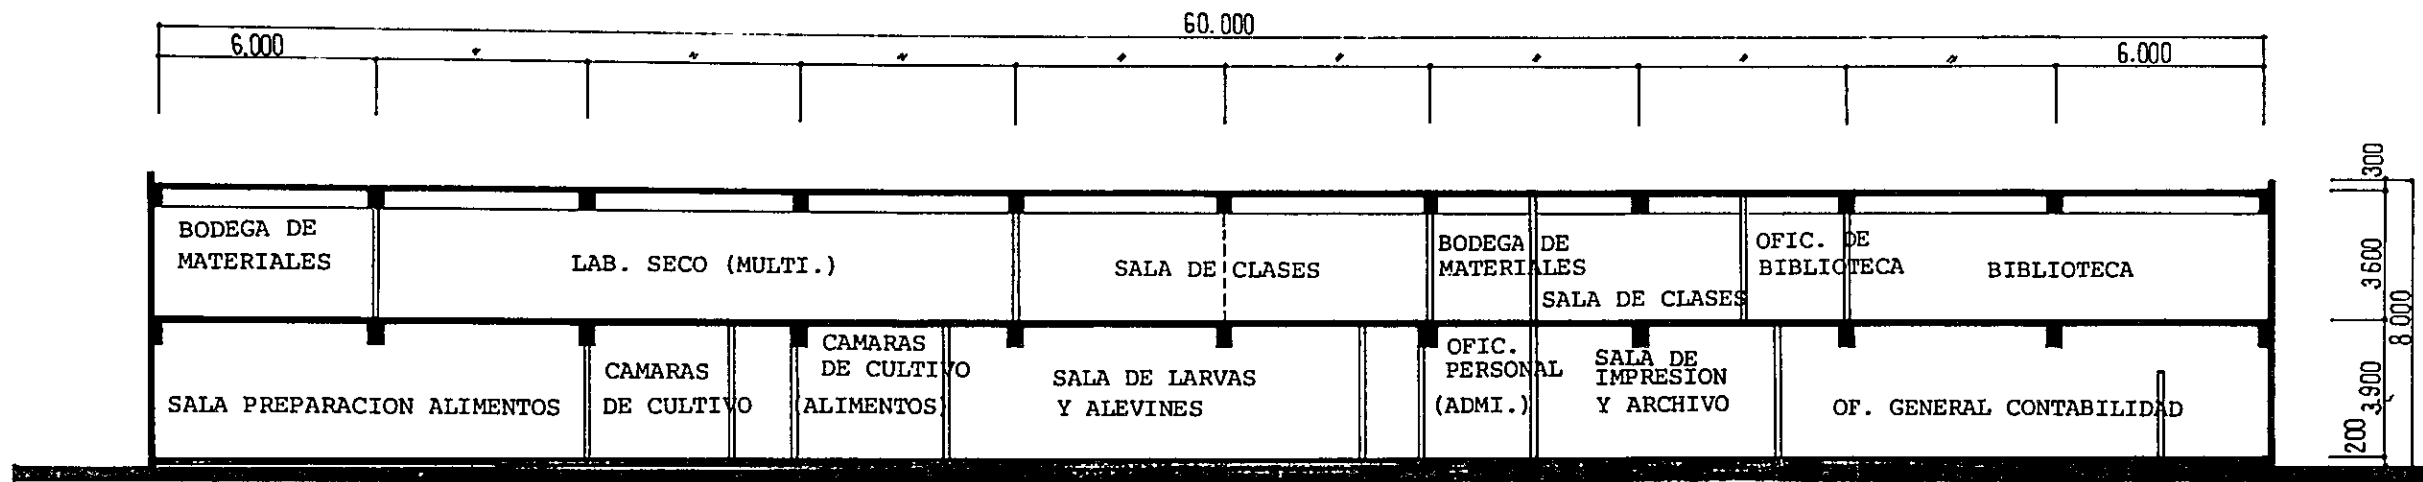 60.000
6.000 〃 〃 〃 〃 〃 〃 〃 〃 6.000
300
3600
8.000
3,900
200
BODEGA DE
MATERIALES
LAB. SECO (MULTI.)
SALA DE CLASES
BODEGA DE
MATERIALES
SALA DE CLASES
OFIC. DE
BIBLIOTECA
BIBLIOTECA
SALA PREPARACION ALIMENTOS
CAMARAS
DE CULTIVO
CAMARAS
DE CULTIVO
(ALIMENTOS)
SALA DE LARVAS
Y ALEVINES
OFIC.
PERSONAL
(ADMI.)
SALA DE
IMPRESION
Y ARCHIVO
OF. GENERAL CONTABILIDAD